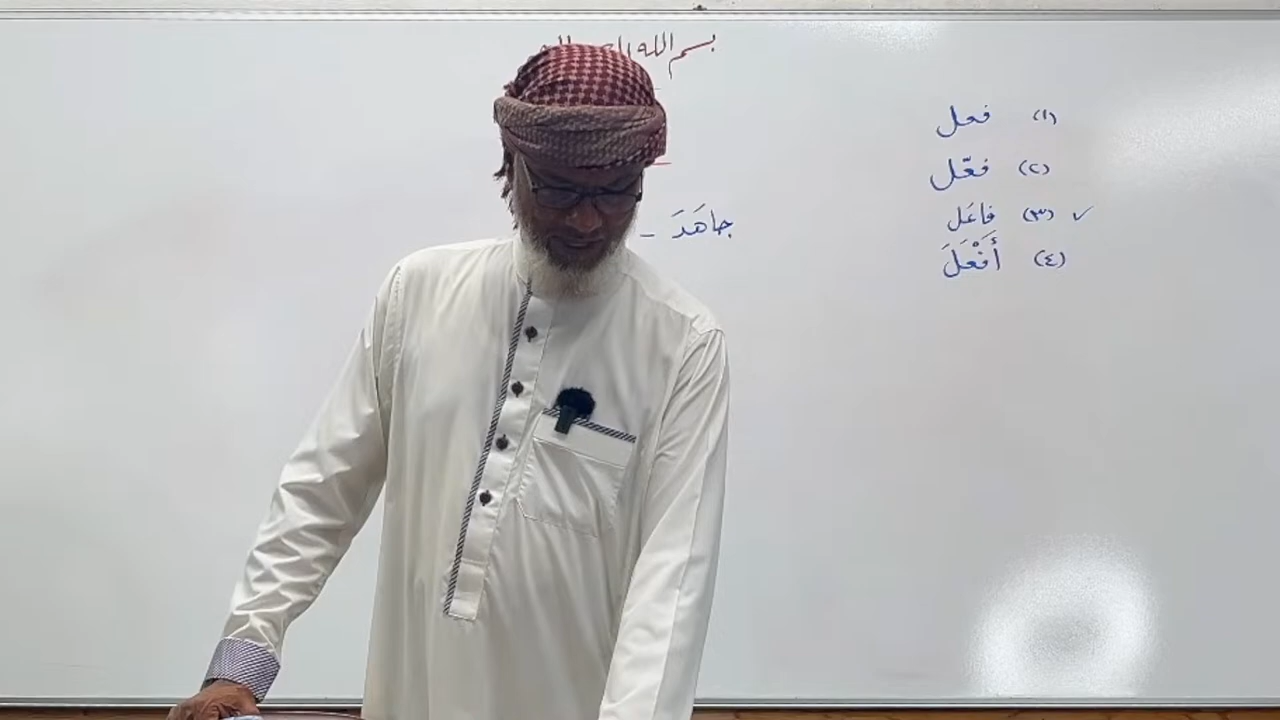 بسم الله
(١) فعل
(٢) فعّل
✓ (٣) فاعَل
(٤) أَفْعَلَ
جاهَدَ -